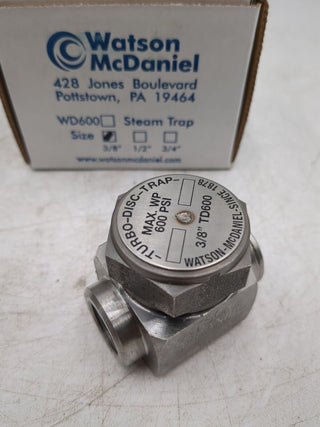 Watson
McDaniel
428 Jones Boulevard
Pottstown, PA 19464
WD600 Steam Trap
Size
3/8" 1/2" 3/4"
www.watsonmcdaniel.com
-TURBO-DISC-TRAP-
MAX. WP
600 PSI
3/8" TD600
WATSON-McDANIEL-SINCE 1878